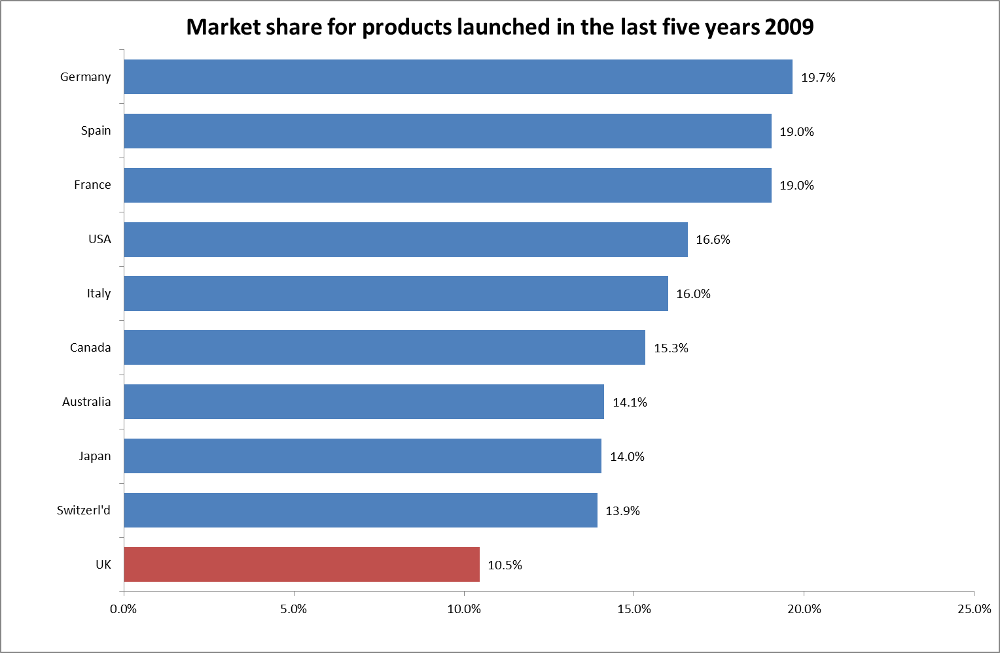 Market share for products launched in the last five years 2009
Germany 19.7%
Spain 19.0%
France 19.0%
USA 16.6%
Italy 16.0%
Canada 15.3%
Australia 14.1%
Japan 14.0%
Switzerl'd 13.9%
UK 10.5%
0.0% 5.0% 10.0% 15.0% 20.0% 25.0%